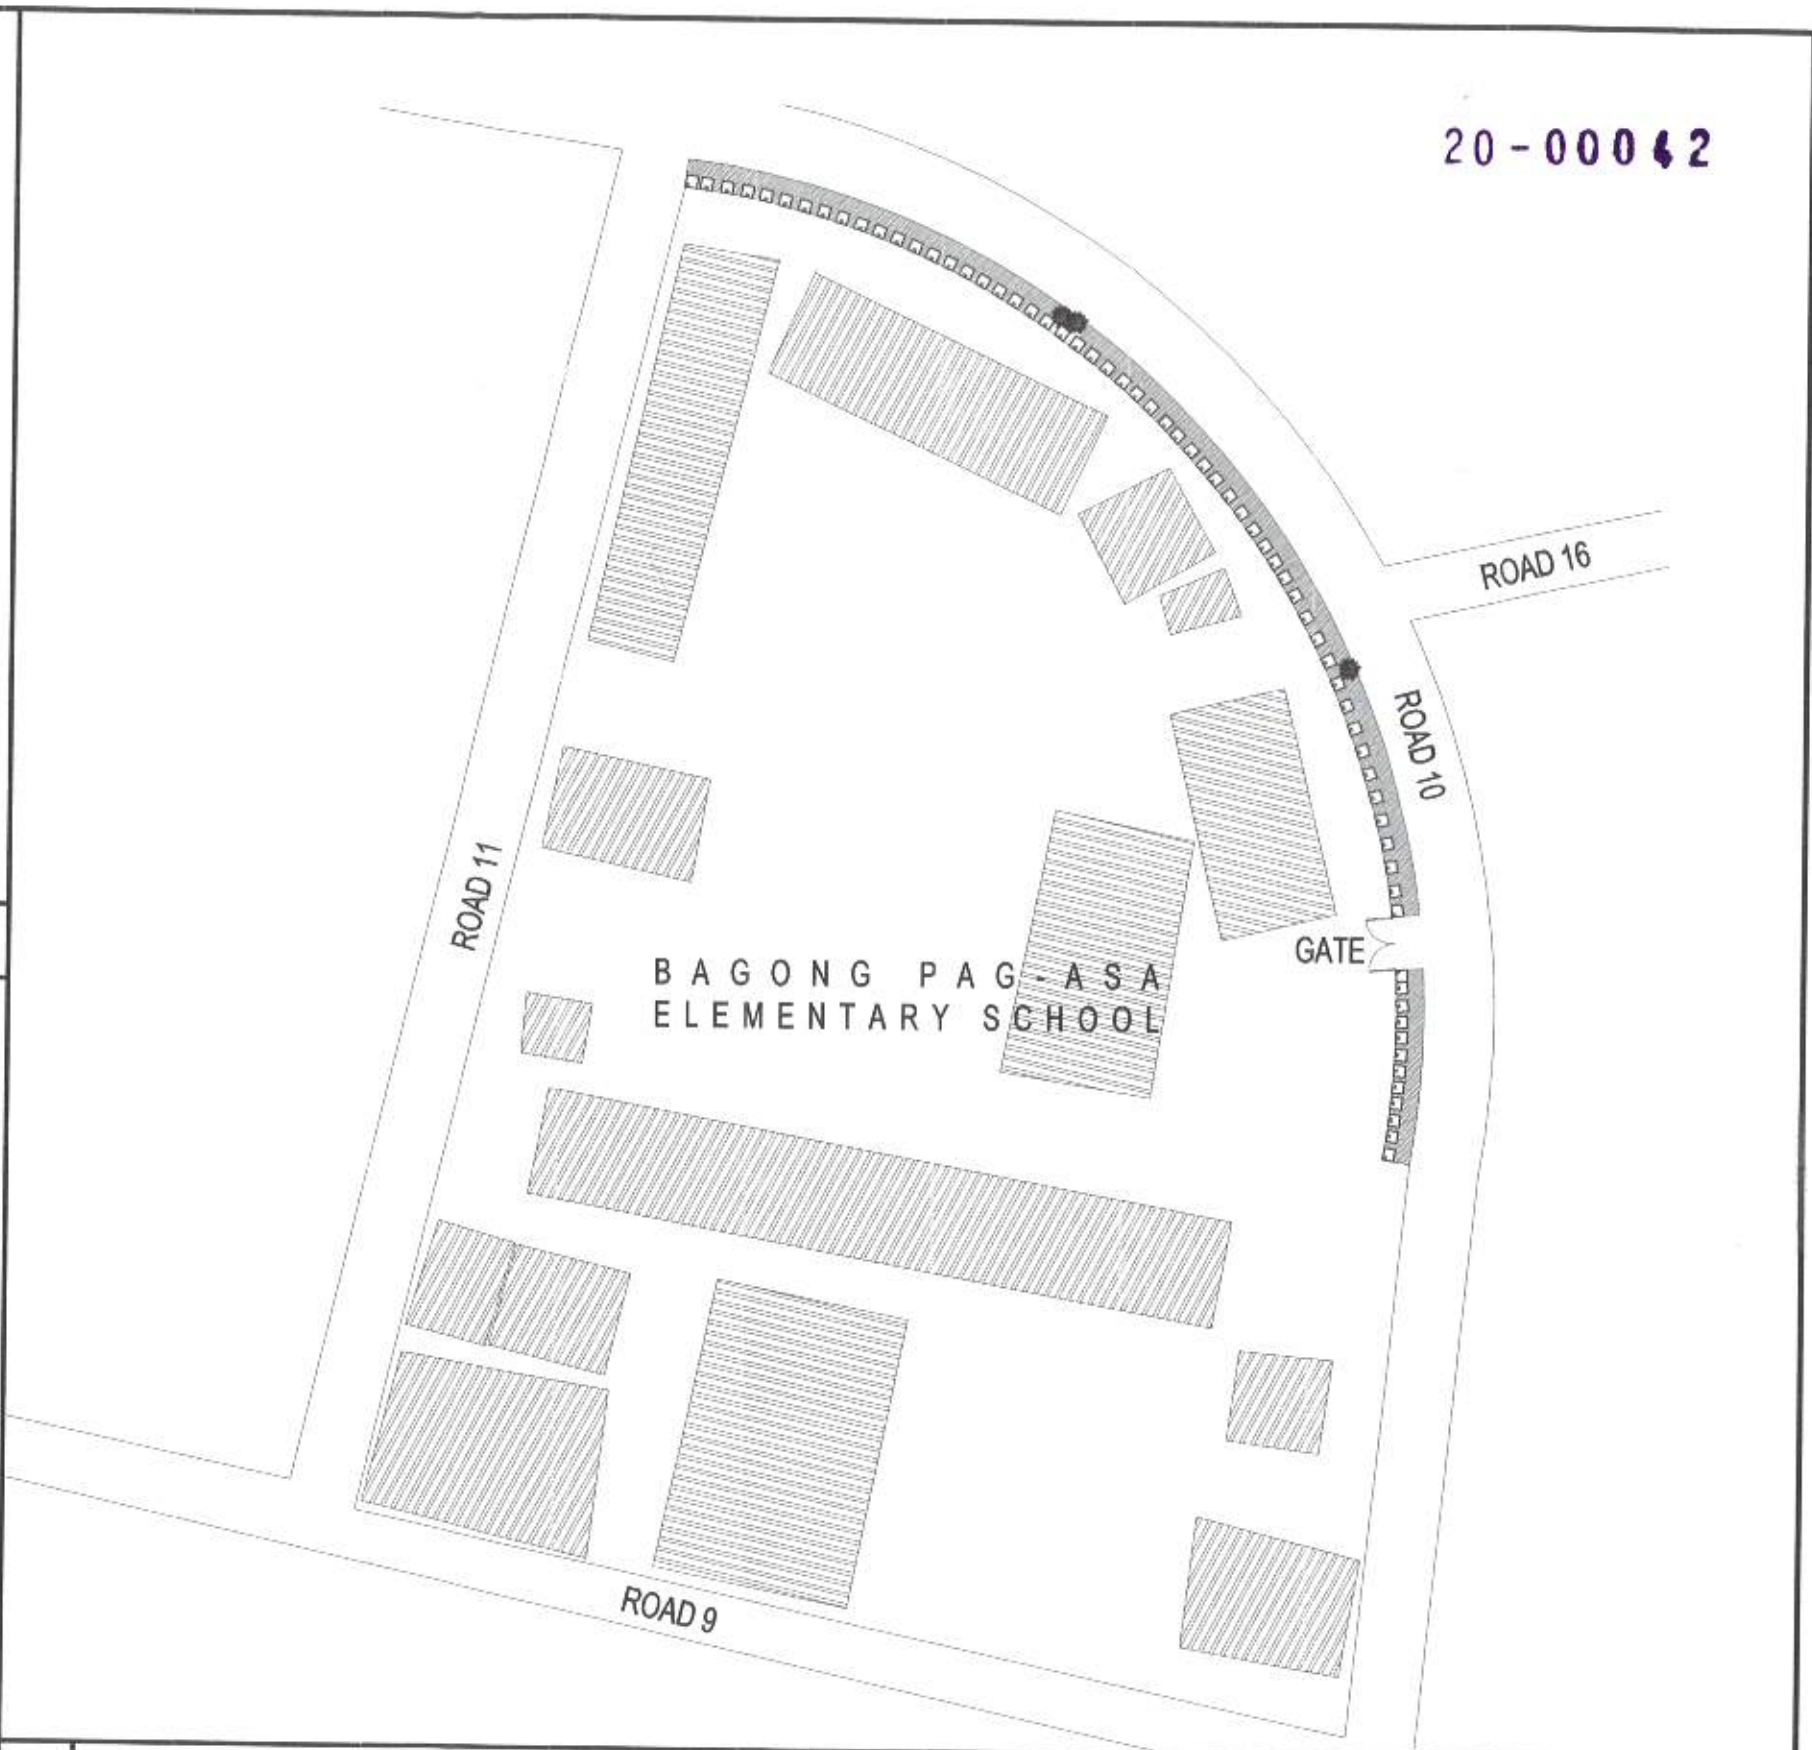 20-00042
ROAD 16
ROAD 10
ROAD 11
GATE
BAGONG PAG-ASA
ELEMENTARY SCHOOL
ROAD 9